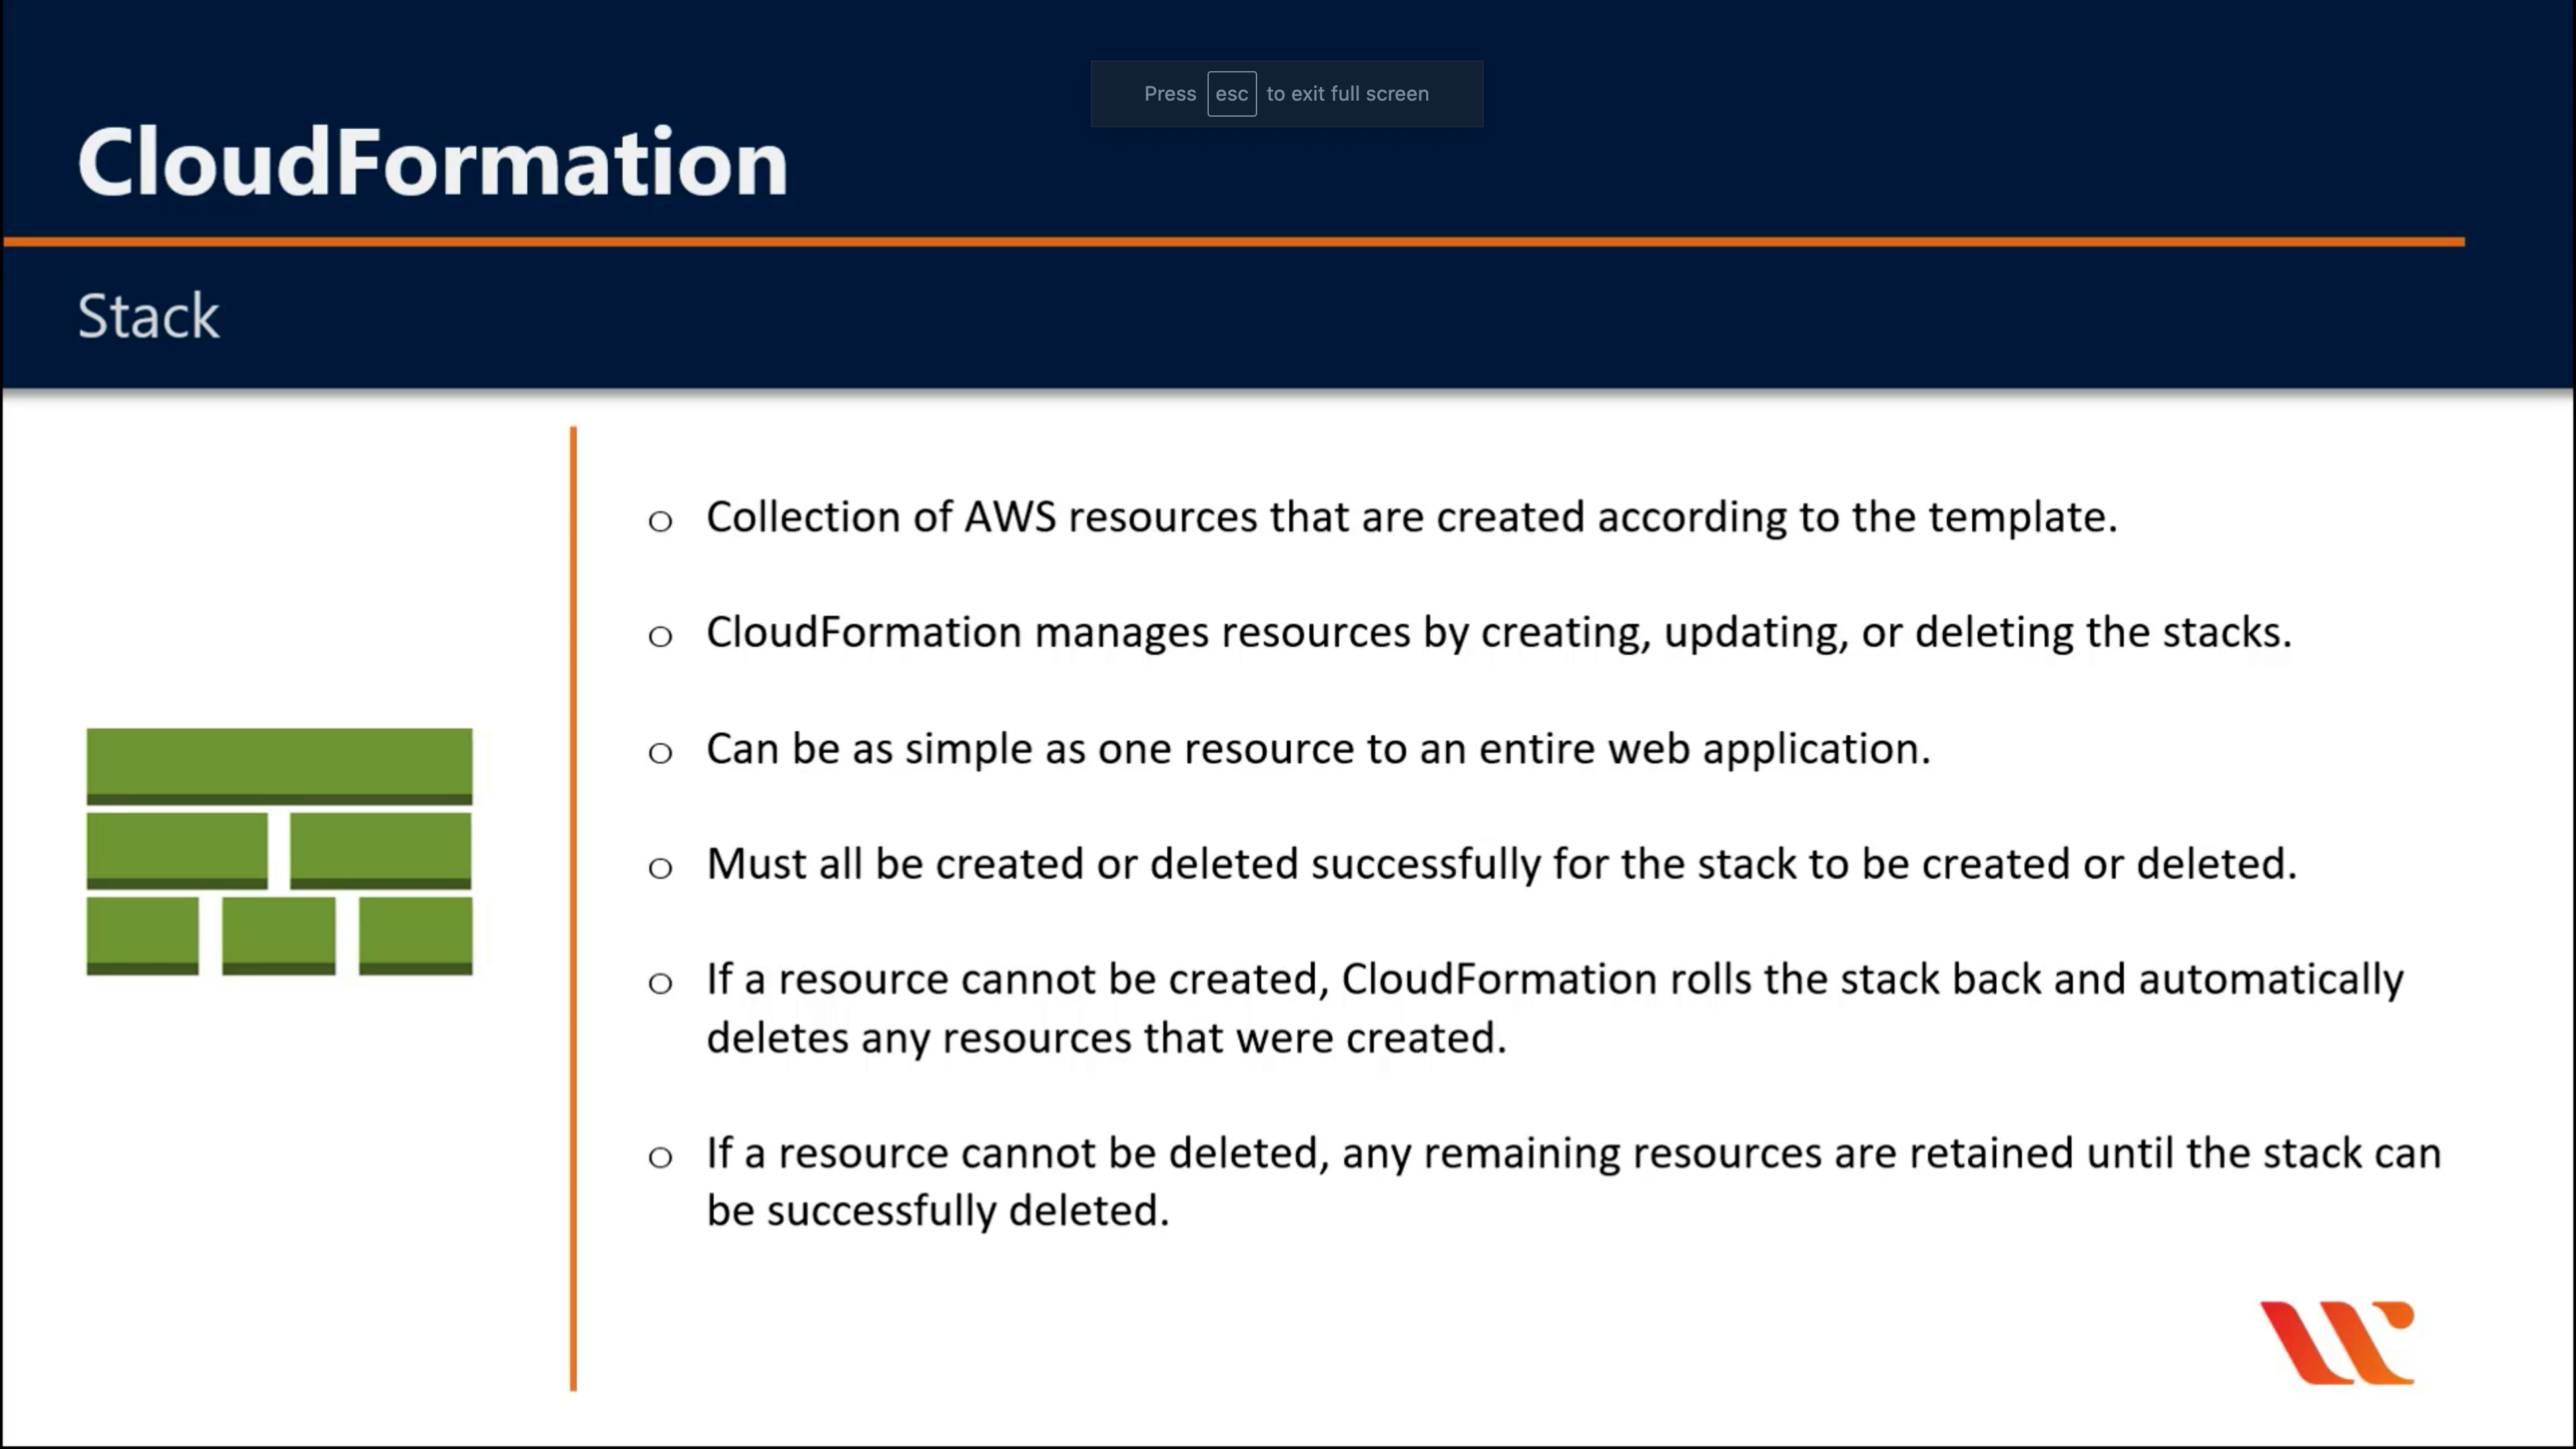 Press esc to exit full screen
CloudFormation
Stack
o Collection of AWS resources that are created according to the template.
o CloudFormation manages resources by creating, updating, or deleting the stacks.
o Can be as simple as one resource to an entire web application.
o Must all be created or deleted successfully for the stack to be created or deleted.
o If a resource cannot be created, CloudFormation rolls the stack back and automatically
deletes any resources that were created.
o If a resource cannot be deleted, any remaining resources are retained until the stack can
be successfully deleted.